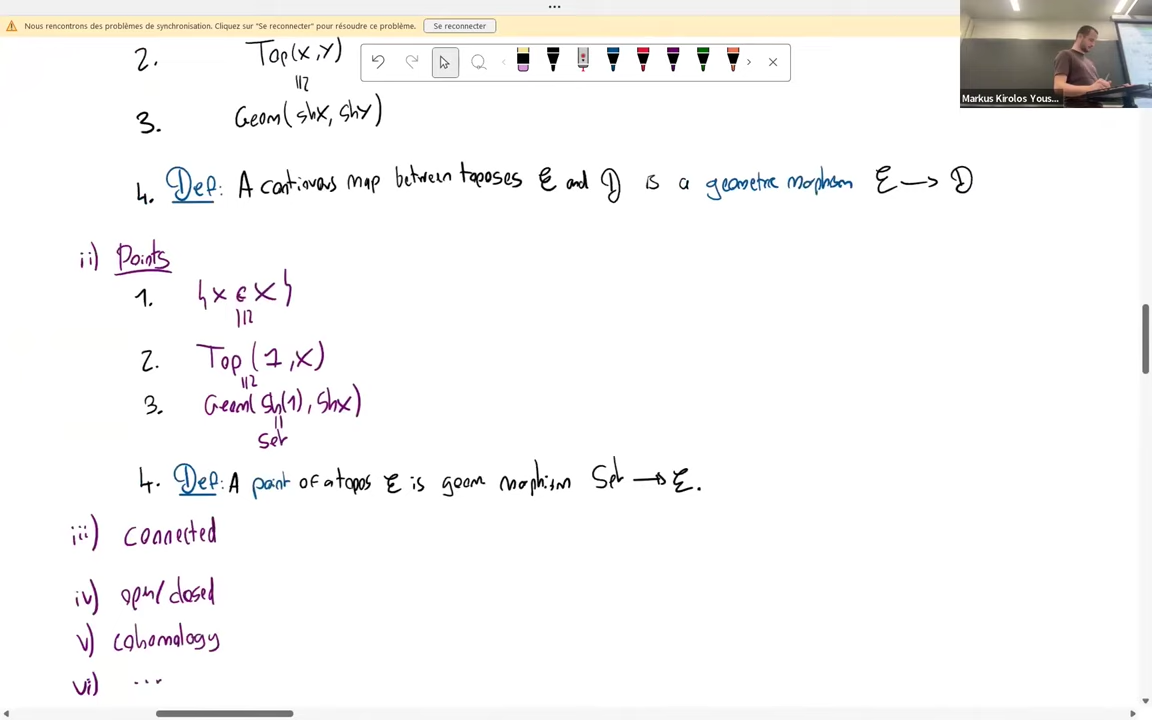 Nous rencontrons des problèmes de synchronisation. Cliquez sur "Se reconnecter" pour résoudre ce problème. Se reconnecter
Markus Kirolos Yous...
2. Top(X,Y)
≅
3. Geom(ShX, ShY)
4. Def: A continuous map between toposes ℰ and 𝒟 is a geometric morphism ℰ → 𝒟
ii) Points
1. {x ∈ X}
≅
2. Top(1,X)
≅
3. Geom(Sh(1), ShX)
=
Set
4. Def: A point of a topos ℰ is geom morphism Set → ℰ.
iii) connected
iv) open/closed
v) cohomology
vi) ...